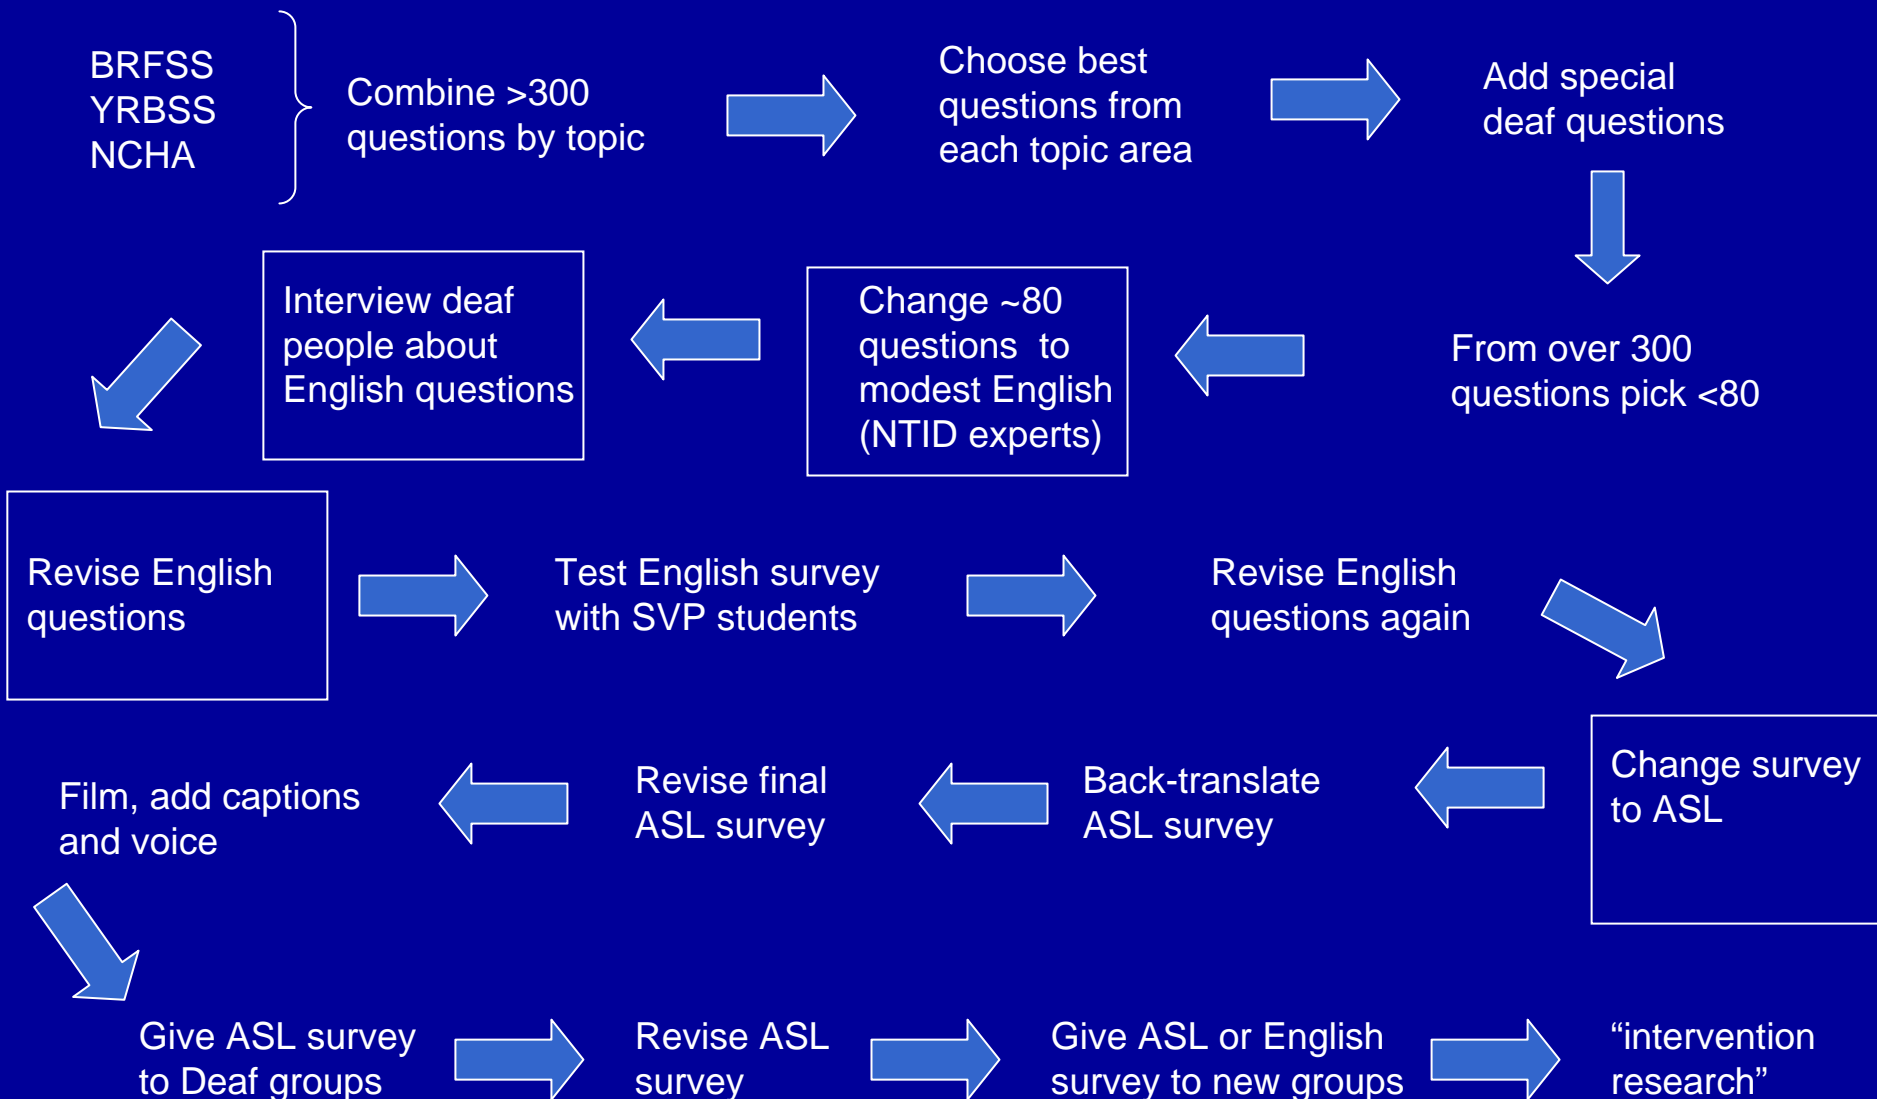 BRFSS
YRBSS
NCHA
Combine >300
questions by topic
Choose best
questions from
each topic area
Add special
deaf questions
From over 300
questions pick <80
Change ~80
questions to
modest English
(NTID experts)
Interview deaf
people about
English questions
Revise English
questions
Test English survey
with SVP students
Revise English
questions again
Change survey
to ASL
Back-translate
ASL survey
Revise final
ASL survey
Film, add captions
and voice
Give ASL survey
to Deaf groups
Revise ASL
survey
Give ASL or English
survey to new groups
“intervention
research”